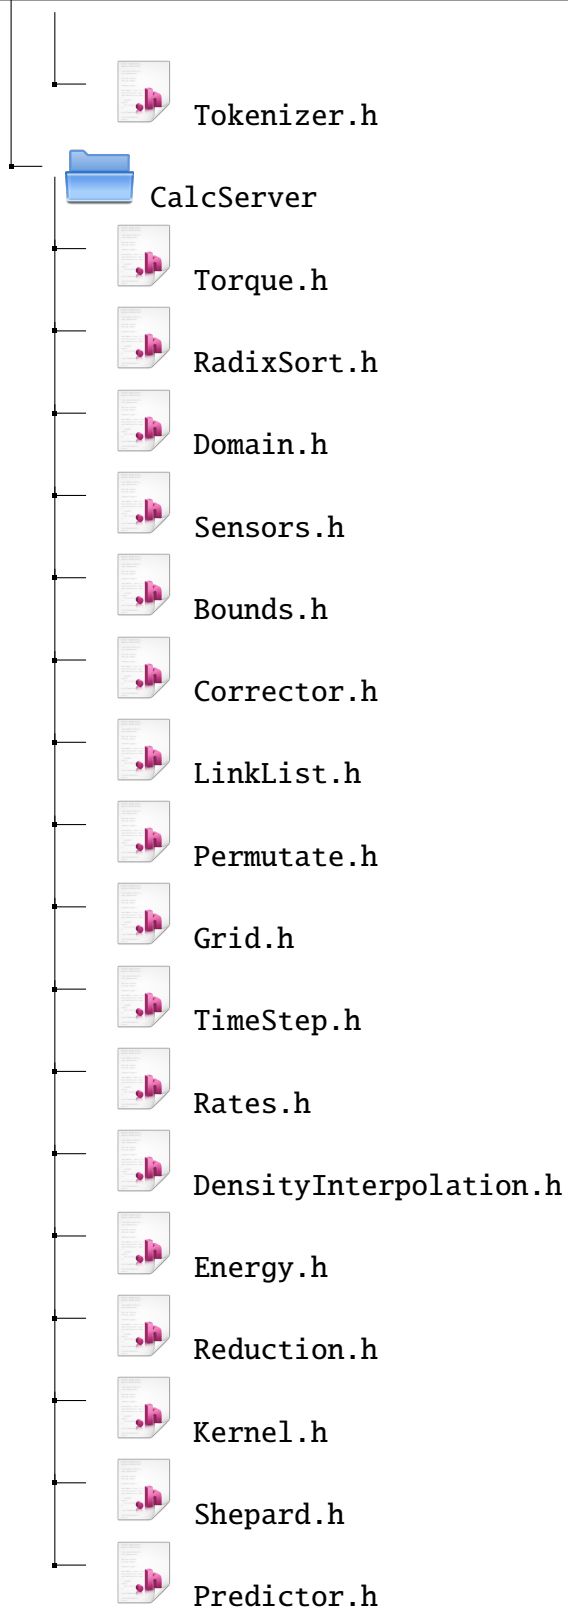 Tokenizer.h
CalcServer
Torque.h
RadixSort.h
Domain.h
Sensors.h
Bounds.h
Corrector.h
LinkList.h
Permutate.h
Grid.h
TimeStep.h
Rates.h
DensityInterpolation.h
Energy.h
Reduction.h
Kernel.h
Shepard.h
Predictor.h